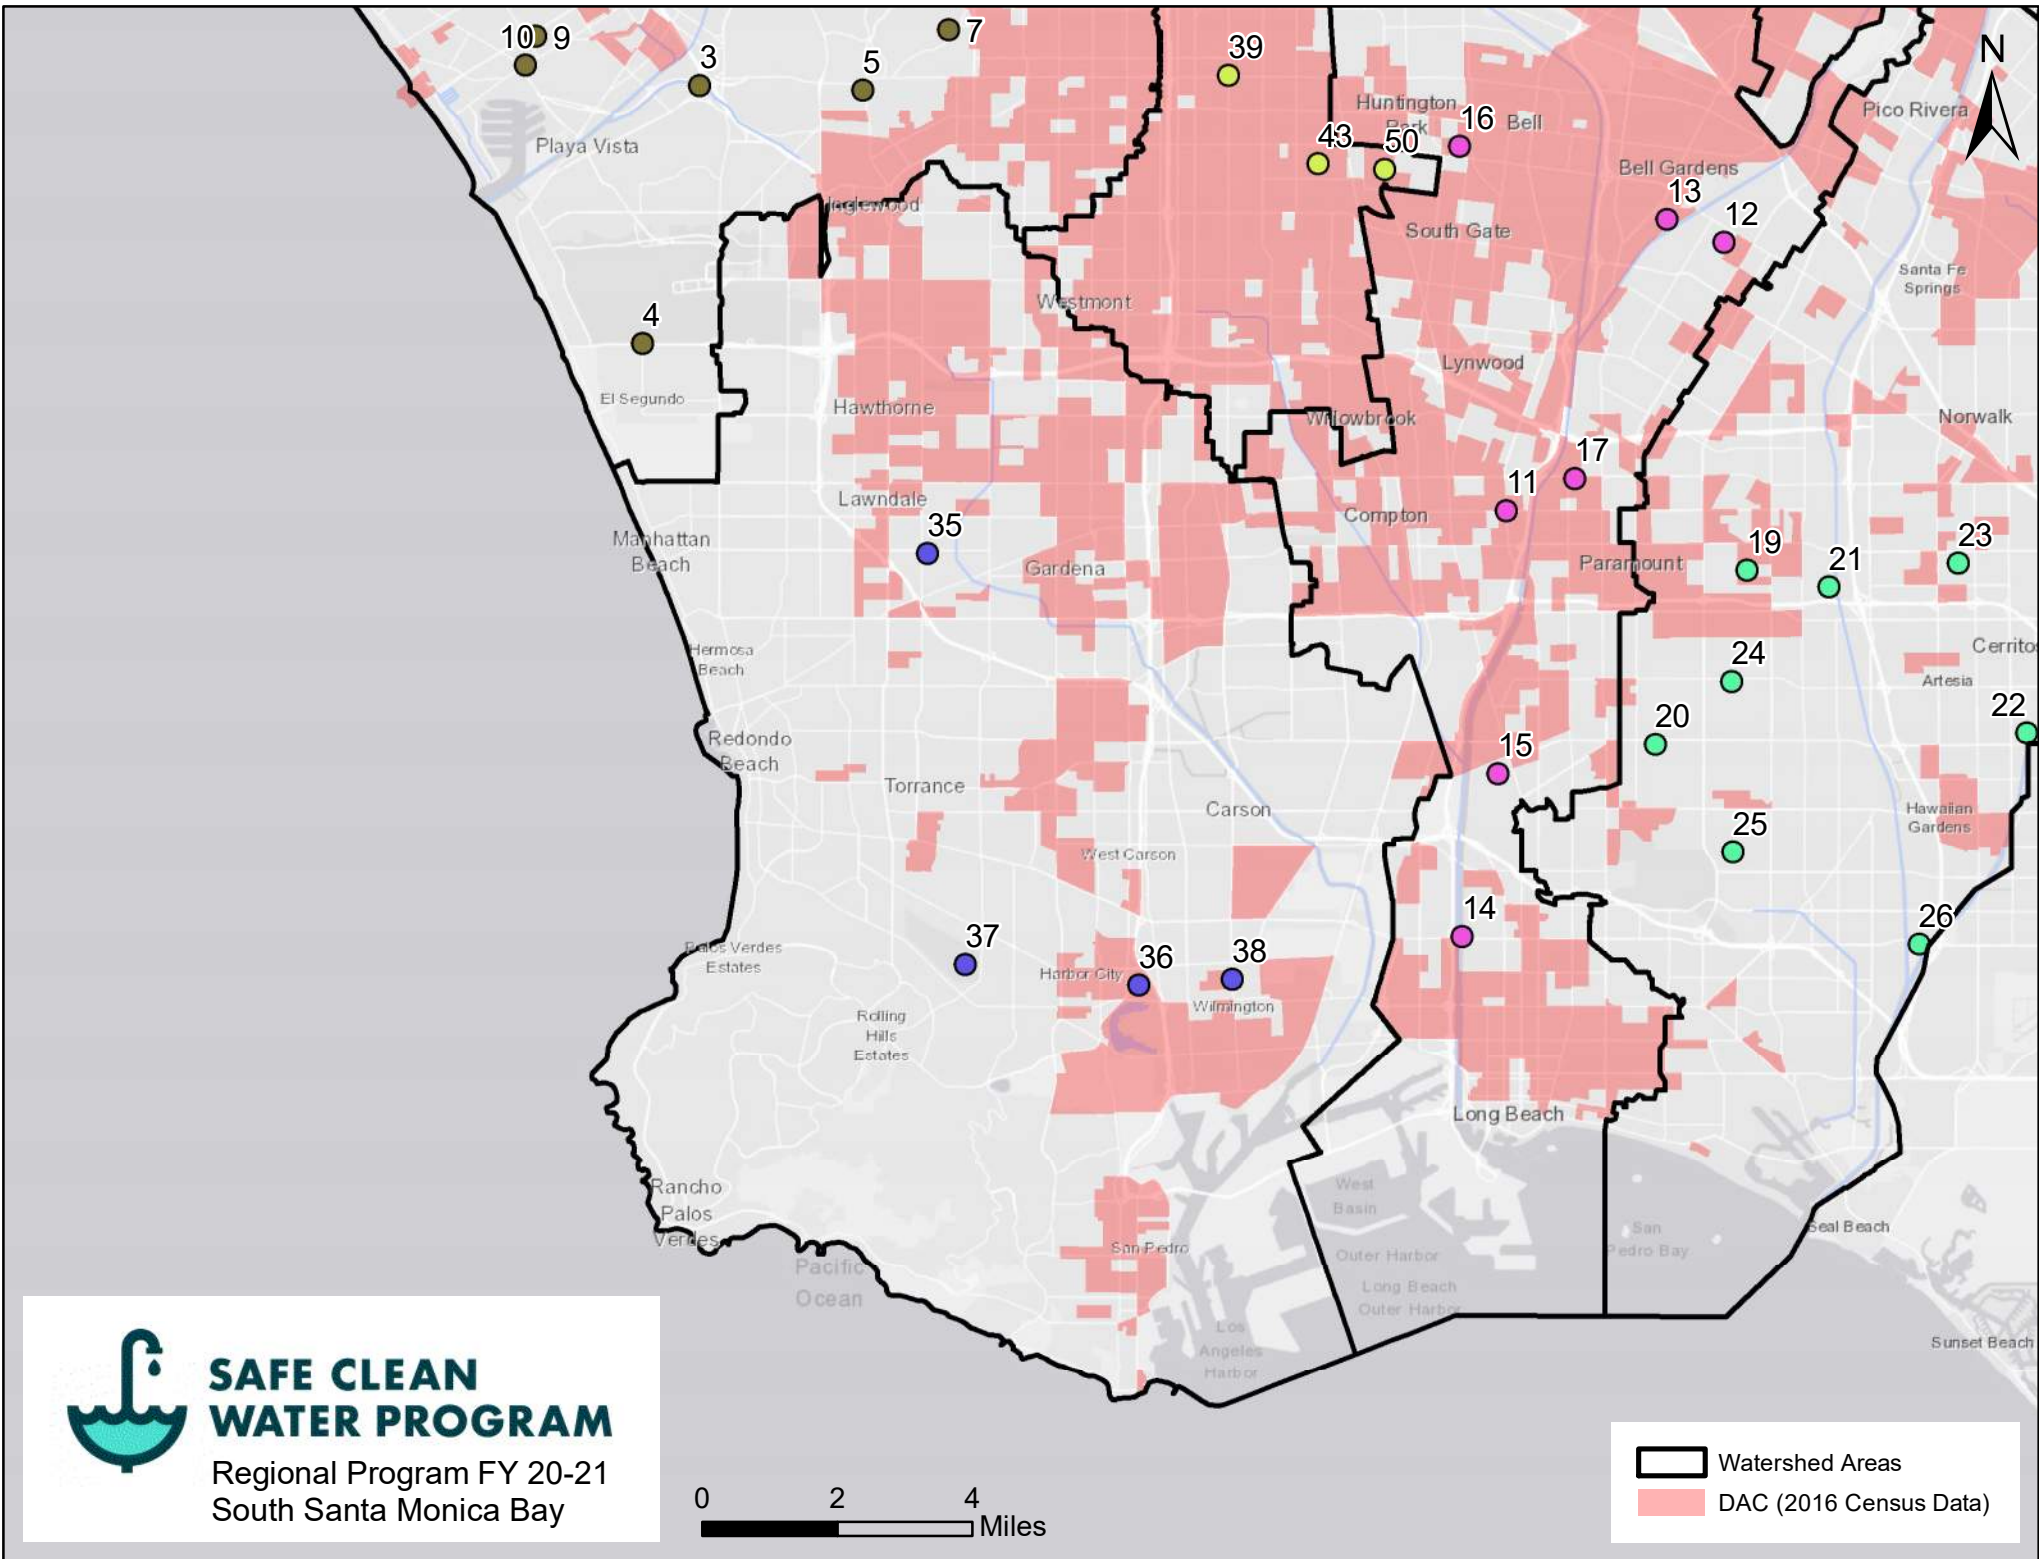 10
9
3
5
7
39
N
Huntington
Park
16
Bell
Pico Rivera
Playa Vista
43
50
Bell Gardens
13
12
Inglewood
South Gate
Santa Fe
Springs
Westmont
4
Lynwood
El Segundo
Hawthorne
Willowbrook
Norwalk
17
11
Lawndale
35
Compton
Manhattan
Beach
Gardena
Paramount
19
21
23
Hermosa
Beach
24
Cerrito
Artesia
22
20
Redondo
Beach
15
Torrance
Carson
Hawaiian
Gardens
25
West Carson
14
26
Palos Verdes
Estates
37
Harbor City
36
38
Wilmington
Rolling
Hills
Estates
Long Beach
Rancho
Palos
Verdes
West
Basin
San
Pedro Bay
Seal Beach
San Pedro
Outer Harbor
Pacific
Ocean
Long Beach
Outer Harbor
Los
Angeles
Harbor
Sunset Beach
SAFE CLEAN
WATER PROGRAM
Regional Program FY 20-21
South Santa Monica Bay
0 2 4
Miles
Watershed Areas
DAC (2016 Census Data)